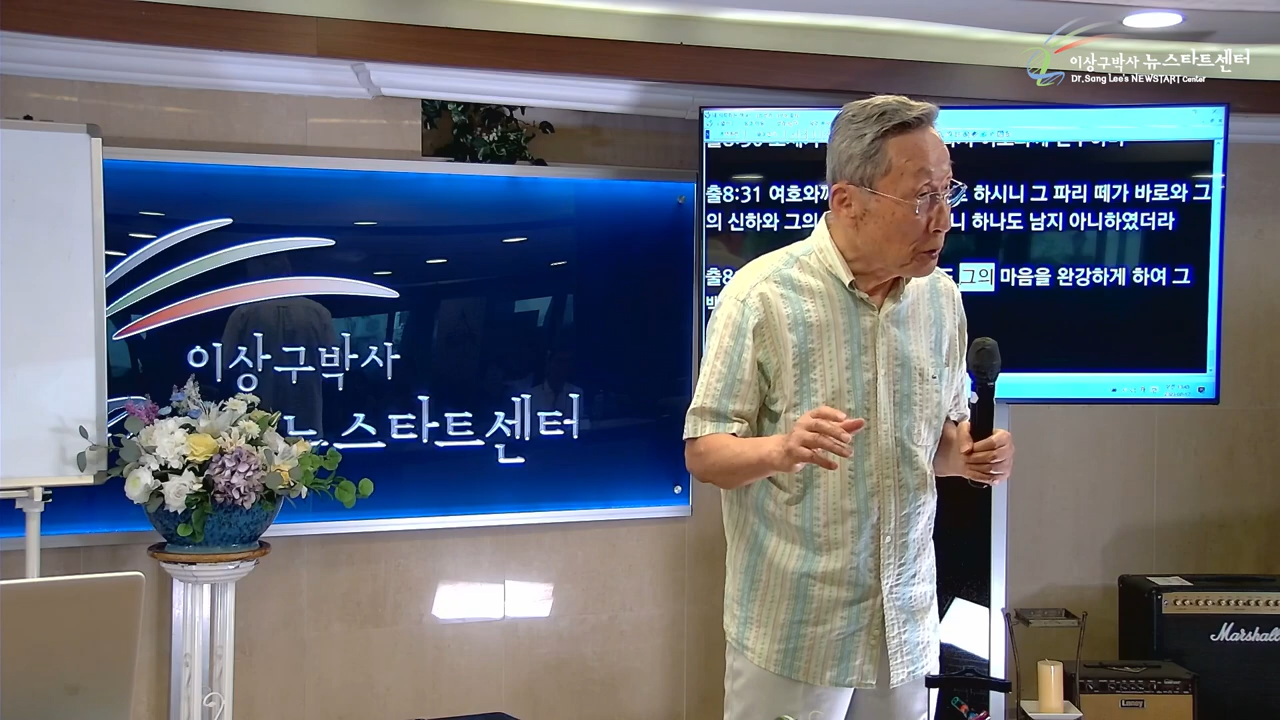 이상구박사 뉴스타트센터
Dr.Sang Lee's NEWSTART Center
출8:31 여호와께 하시니 그 파리 떼가 바로와 그
의 신하와 그의 니 하나도 남지 아니하였더라
그의 마음을 완강하게 하여 그
이상구박사
뉴스타트센터
Marshall
Laney